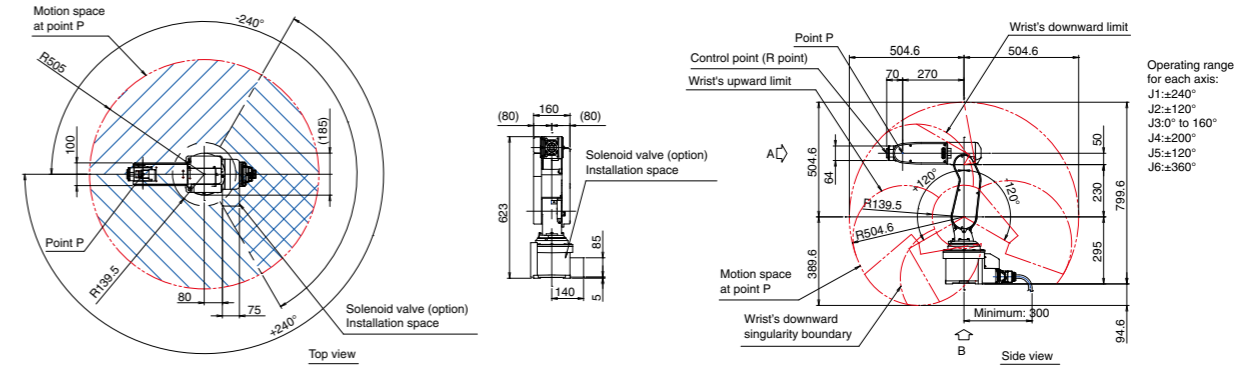 Motion space
at point P
-240°
R505
(185)
100
Point P
R139.5
80
75
+240°
Solenoid valve (option)
Installation space
Top view
160
(80)
(80)
Solenoid valve (option)
Installation space
623
85
140
5
Wrist's downward limit
Point P
504.6
504.6
Control point (R point)
70
270
Wrist's upward limit
A
50
64
504.6
+120°
-120°
230
799.6
R139.5
R504.6
295
389.6
Motion space
at point P
Minimum: 300
Wrist's downward
singularity boundary
94.6
B
Side view
Operating range
for each axis:
J1:±240°
J2:±120°
J3:0° to 160°
J4:±200°
J5:±120°
J6:±360°